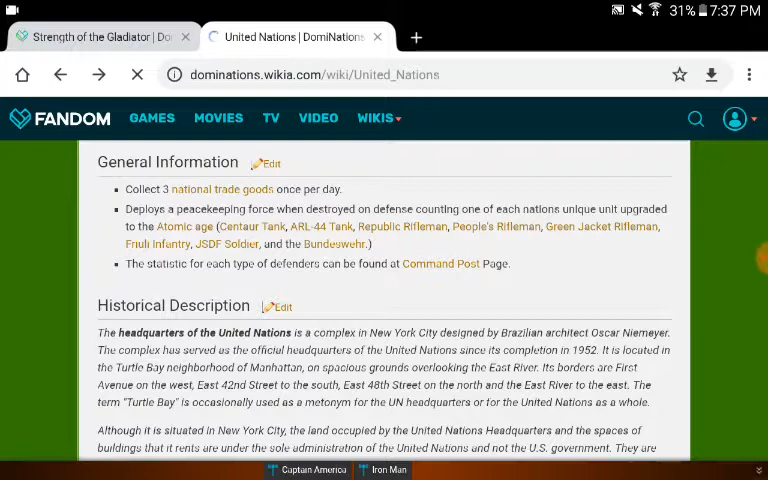 31% 7:37 PM
Strength of the Gladiator | Do
United Nations | DomiNations
dominations.wikia.com/wiki/United_Nations
FANDOM GAMES MOVIES TV VIDEO WIKIS
General Information Edit
Collect 3 national trade goods once per day.
Deploys a peacekeeping force when destroyed on defense counting one of each nations unique unit upgraded
to the Atomic age (Centaur Tank, ARL-44 Tank, Republic Rifleman, People's Rifleman, Green Jacket Rifleman,
Friuli Infantry, JSDF Soldier, and the Bundeswehr.)
The statistic for each type of defenders can be found at Command Post Page.
Historical Description Edit
The headquarters of the United Nations is a complex in New York City designed by Brazilian architect Oscar Niemeyer.
The complex has served as the official headquarters of the United Nations since its completion in 1952. It is located in
the Turtle Bay neighborhood of Manhattan, on spacious grounds overlooking the East River. Its borders are First
Avenue on the west, East 42nd Street to the south, East 48th Street on the north and the East River to the east. The
term "Turtle Bay" is occasionally used as a metonym for the UN headquarters or for the United Nations as a whole.
Although it is situated in New York City, the land occupied by the United Nations Headquarters and the spaces of
buildings that it rents are under the sole administration of the United Nations and not the U.S. government. They are
Captain America Iron Man